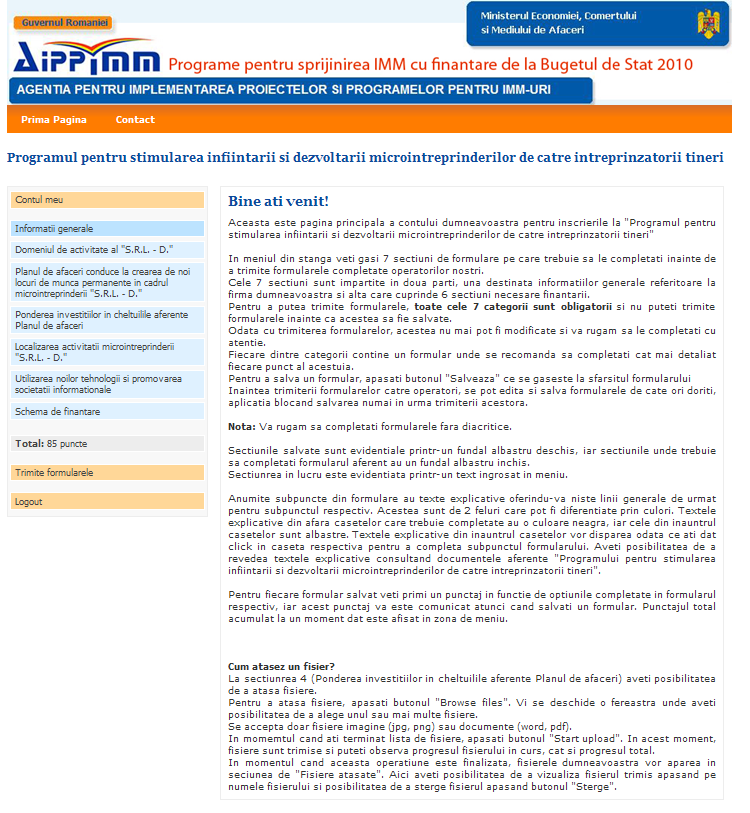 Guvernul Romaniei
Ministerul Economiei, Comertului
si Mediului de Afaceri
AIPPIMM
Programe pentru sprijinirea IMM cu finantare de la Bugetul de Stat 2010
AGENTIA PENTRU IMPLEMENTAREA PROIECTELOR SI PROGRAMELOR PENTRU IMM-URI
Prima Pagina Contact
Programul pentru stimularea infiintarii si dezvoltarii microintreprinderilor de catre intreprinzatorii tineri
Contul meu
Informatii generale
Domeniul de activitate al "S.R.L. - D."
Planul de afaceri conduce la crearea de noi
locuri de munca permanente in cadrul
microintreprinderii "S.R.L. - D."
Ponderea investitiilor in cheltuilile aferente
Planul de afaceri
Localizarea activitatii microintreprinderii
"S.R.L. - D."
Utilizarea noilor tehnologii si promovarea
societatii informationale
Schema de finantare
Total: 85 puncte
Trimite formularele
Logout
Bine ati venit!
Aceasta este pagina principala a contului dumneavoastra pentru inscrierile la "Programul pentru
stimularea infiintarii si dezvoltarii microintreprinderilor de catre intreprinzatorii tineri"
In meniul din stanga veti gasi 7 sectiuni de formulare pe care trebuie sa le completati inainte de
a trimite formularele completate operatorilor nostri.
Cele 7 sectiuni sunt impartite in doua parti, una destinata informatiilor generale referitoare la
firma dumneavoastra si alta care cuprinde 6 sectiuni necesare finantarii.
Pentru a putea trimite formularele, toate cele 7 categorii sunt obligatorii si nu puteti trimite
formularele inainte ca acestea sa fie salvate.
Odata cu trimiterea formularelor, acestea nu mai pot fi modificate si va rugam sa le completati cu
atentie.
Fiecare dintre categorii contine un formular unde se recomanda sa completati cat mai detaliat
fiecare punct al acestuia.
Pentru a salva un formular, apasati butonul "Salveaza" ce se gaseste la sfarsitul formularului
Inaintea trimiterii formularelor catre operatori, se pot edita si salva formularele de cate ori doriti,
aplicatia blocand salvarea numai in urma trimiterii acestora.
Nota: Va rugam sa completati formularele fara diacritice.
Sectiunile salvate sunt evidentiale printr-un fundal albastru deschis, iar sectiunile unde trebuie
sa completati formularul aferent au un fundal albastru inchis.
Sectiunrea in lucru este evidentiata printr-un text ingrosat in meniu.
Anumite subpuncte din formulare au texte explicative oferindu-va niste linii generale de urmat
pentru subpunctul respectiv. Acestea sunt de 2 feluri care pot fi diferentiate prin culori. Textele
explicative din afara casetelor care trebuie completate au o culoare neagra, iar cele din inauntrul
casetelor sunt albastre. Textele explicative din inauntrul casetelor vor disparea odata ce ati dat
click in caseta respectiva pentru a completa subpunctul formularului. Aveti posibilitatea de a
revedea textele explicative consultand documentele aferente "Programului pentru stimularea
infiintarii si dezvoltarii microintreprinderilor de catre intreprinzatorii tineri".
Pentru fiecare formular salvat veti primi un punctaj in functie de optiunile completate in formularul
respectiv, iar acest punctaj va este comunicat atunci cand salvati un formular. Punctajul total
acumulat la un moment dat este afisat in zona de meniu.
Cum atasez un fisier?
La sectiunrea 4 (Ponderea investitiilor in cheltuilile aferente Planul de afaceri) aveti posibilitatea
de a atasa fisiere.
Pentru a atasa fisiere, apasati butonul "Browse files". Vi se deschide o fereastra unde aveti
posibilitatea de a alege unul sau mai multe fisiere.
Se accepta doar fisiere imagine (jpg, png) sau documente (word, pdf).
In momemtul cand ati terminat lista de fisiere, apasati butonul "Start upload". In acest moment,
fisiere sunt trimise si puteti observa progresul fisierului in curs, cat si progresul total.
In momentul cand aceasta operatiune este finalizata, fisierele dumneavostra vor aparea in
seciunea de "Fisiere atasate". Aici aveti posibilitatea de a vizualiza fisierul trimis apasand pe
numele fisierului si posibilitatea de a sterge fisierul apasand butonul "Sterge".